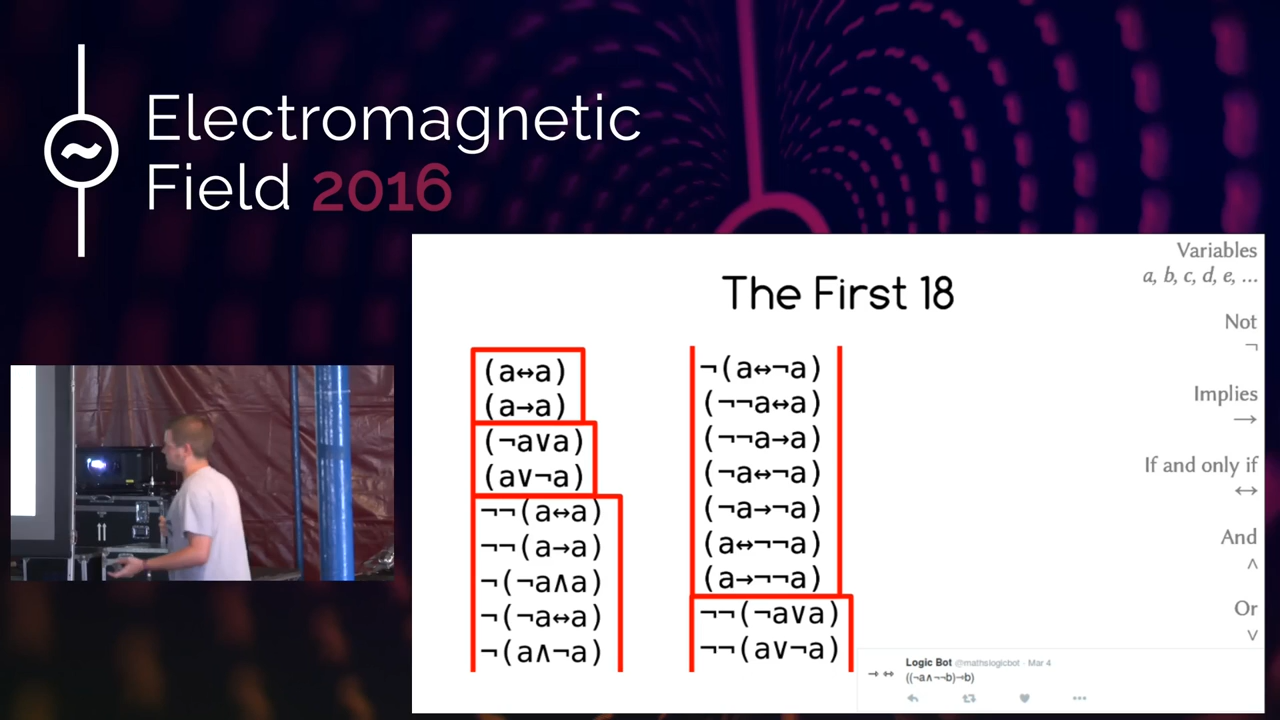 Electromagnetic
Field 2016
The First 18
(a↔a)
(a→a)
(¬a∨a)
(a∨¬a)
¬¬(a↔a)
¬¬(a→a)
¬(¬a∧a)
¬(¬a↔a)
¬(a∧¬a)
¬(a↔¬a)
(¬¬a↔a)
(¬¬a→a)
(¬a↔¬a)
(¬a→¬a)
(a↔¬¬a)
(a→¬¬a)
¬¬(¬a∨a)
¬¬(a∨¬a)
Variables
a, b, c, d, e, ...
Not
¬
Implies
→
If and only if
↔
And
∧
Or
∨
Logic Bot @mathslogicbot · Mar 4
((¬a∧¬¬b)→b)